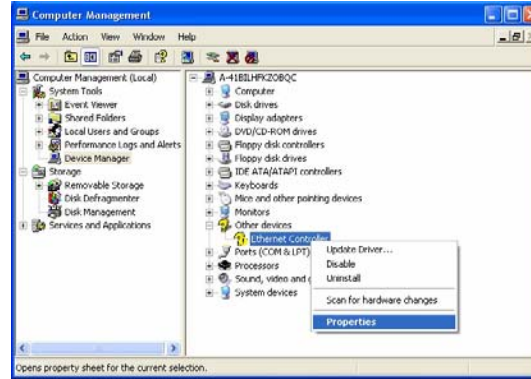 Computer Management
File Action View Window Help
Computer Management (Local)
System Tools
Event Viewer
Shared Folders
Local Users and Groups
Performance Logs and Alerts
Device Manager
Storage
Removable Storage
Disk Defragmenter
Disk Management
Services and Applications
A-41BILHFKZOBQC
Computer
Disk drives
Display adapters
DVD/CD-ROM drives
Floppy disk controllers
Floppy disk drives
IDE ATA/ATAPI controllers
Keyboards
Mice and other pointing devices
Monitors
Other devices
Ethernet Controller
Ports (COM & LPT)
Processors
Sound, video and
System devices
Update Driver...
Disable
Uninstall
Scan for hardware changes
Properties
Opens property sheet for the current selection.